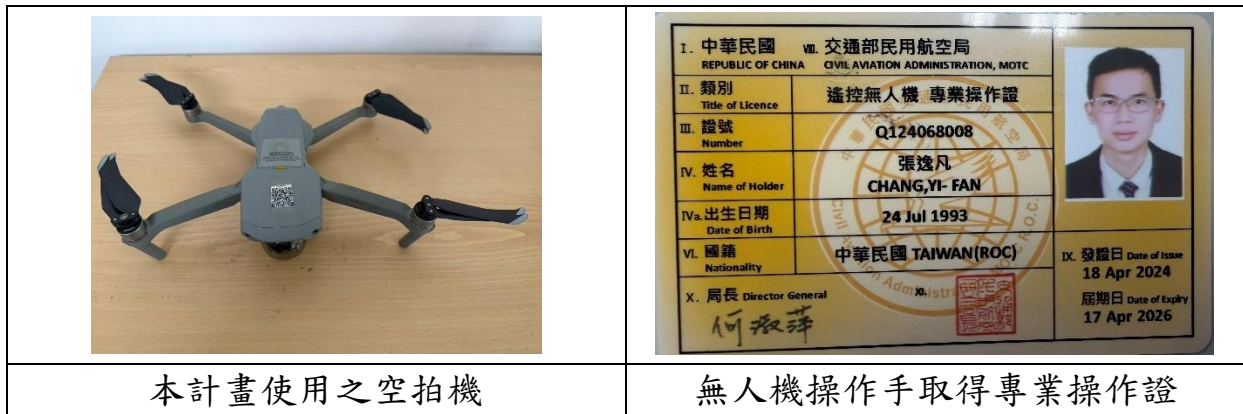 I. 中華民國 VIII. 交通部民用航空局
REPUBLIC OF CHINA CIVIL AVIATION ADMINISTRATION, MOTC
II. 類別
Title of Licence
遙控無人機 專業操作證
III. 證號
Number
Q124068008
IV. 姓名
Name of Holder
張逸凡
CHANG,YI- FAN
IVa.出生日期
Date of Birth
24 Jul 1993
VI. 國籍
Nationality
中華民國 TAIWAN(ROC)
IX. 發證日 Date of Issue
18 Apr 2024
屆期日 Date of Expiry
17 Apr 2026
X. 局長 Director General
XI.
何淑萍
本計畫使用之空拍機
無人機操作手取得專業操作證